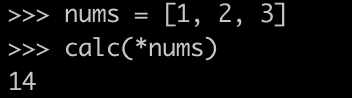 >>> nums = [1, 2, 3]
>>> calc(*nums)
14